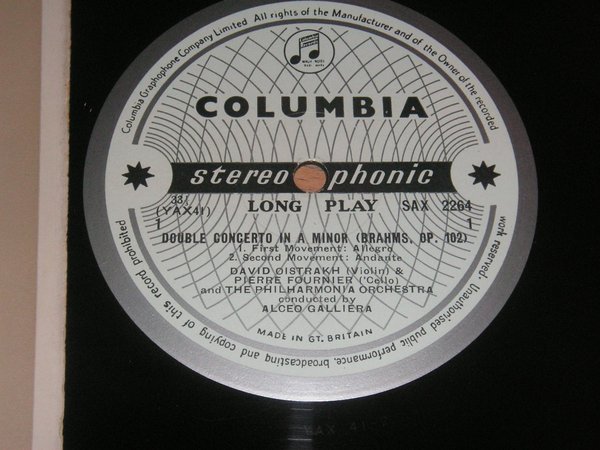 Columbia Graphophone Company Limited All rights of the Manufacturer and of the Owner of the recorded work reserved. Unauthorised public performance, broadcasting and copying of this record prohibited
COLUMBIA
stereophonic
33⅓
LONG PLAY
SAX 2264
(YAX41)
1 1
DOUBLE CONCERTO IN A MINOR (BRAHMS, OP. 102)
1. First Movement: Allegro
2. Second Movement: Andante
DAVID OISTRAKH (Violin) &
PIERRE FOURNIER ('Cello)
and THE PHILHARMONIA ORCHESTRA
conducted by
ALCEO GALLIERA
MADE IN GT. BRITAIN
YAX 41